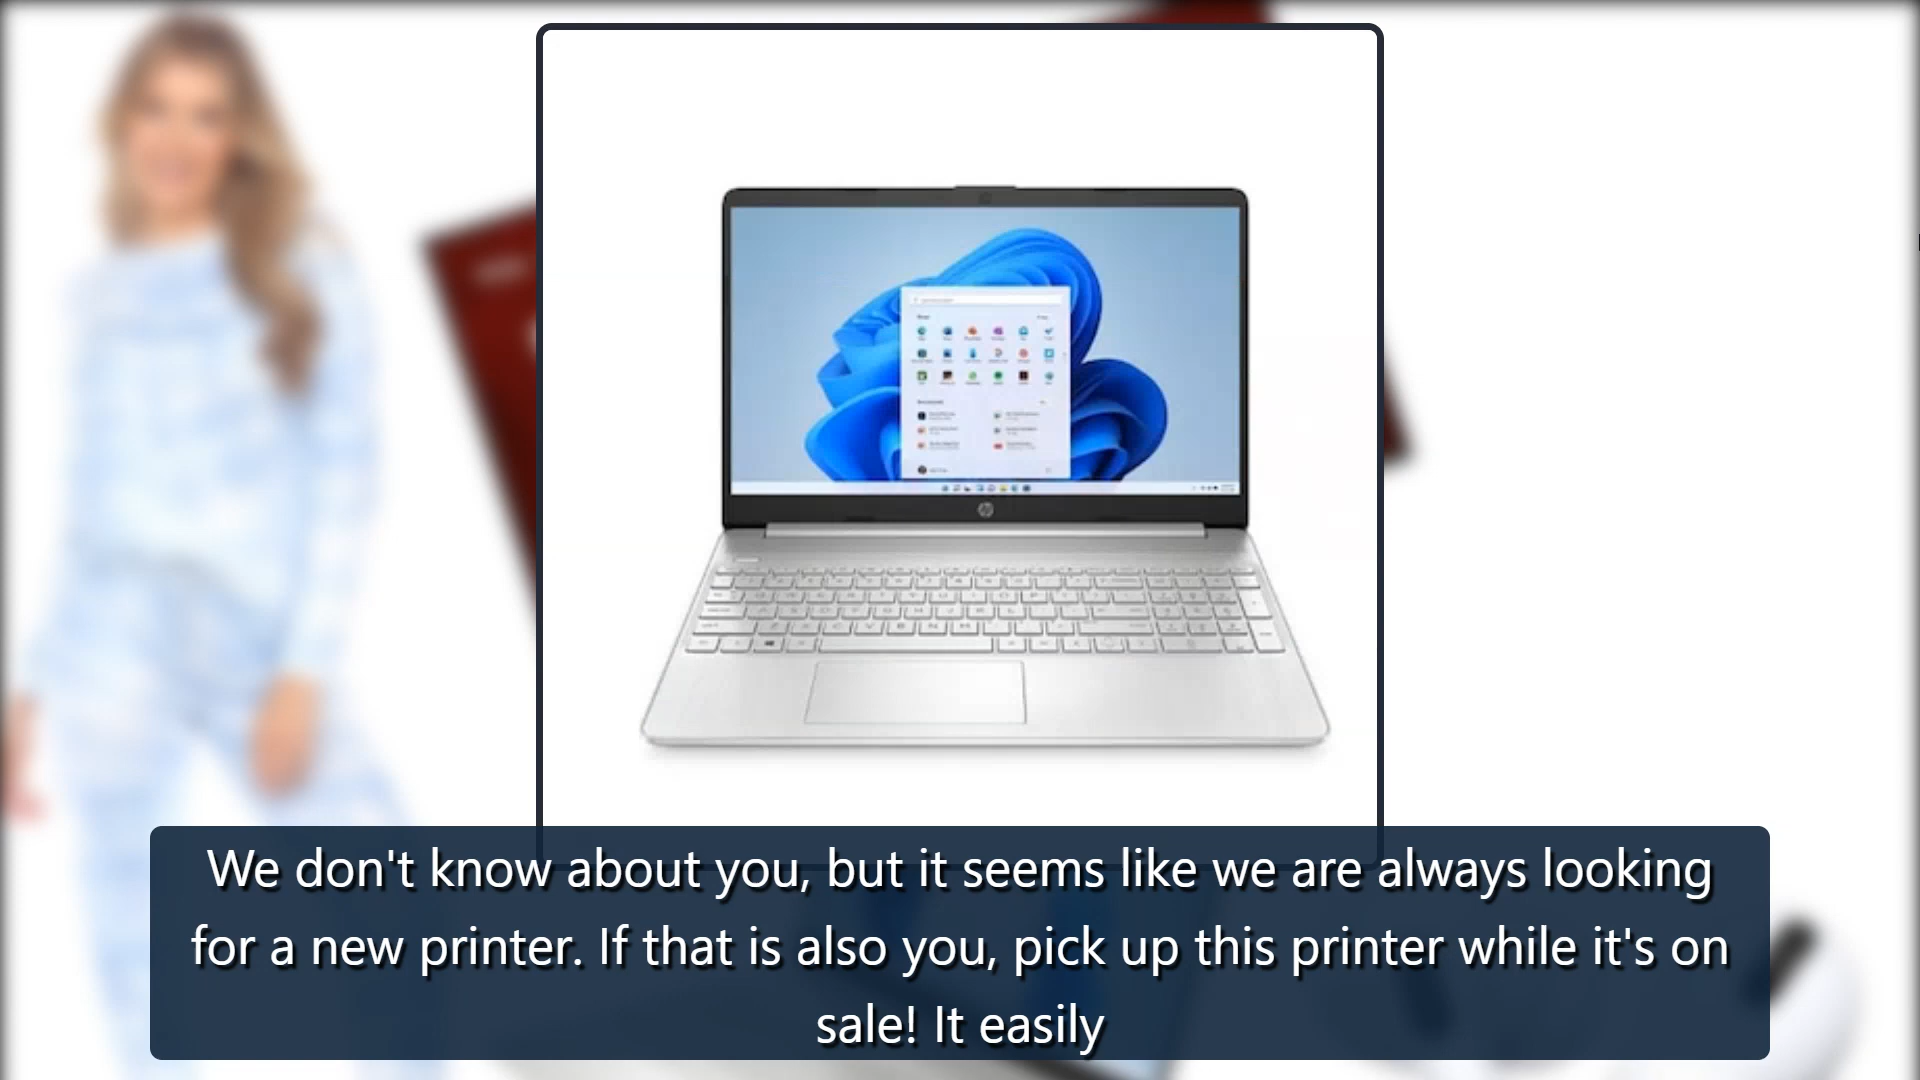 hp
We don't know about you, but it seems like we are always looking
for a new printer. If that is also you, pick up this printer while it's on
sale! It easily